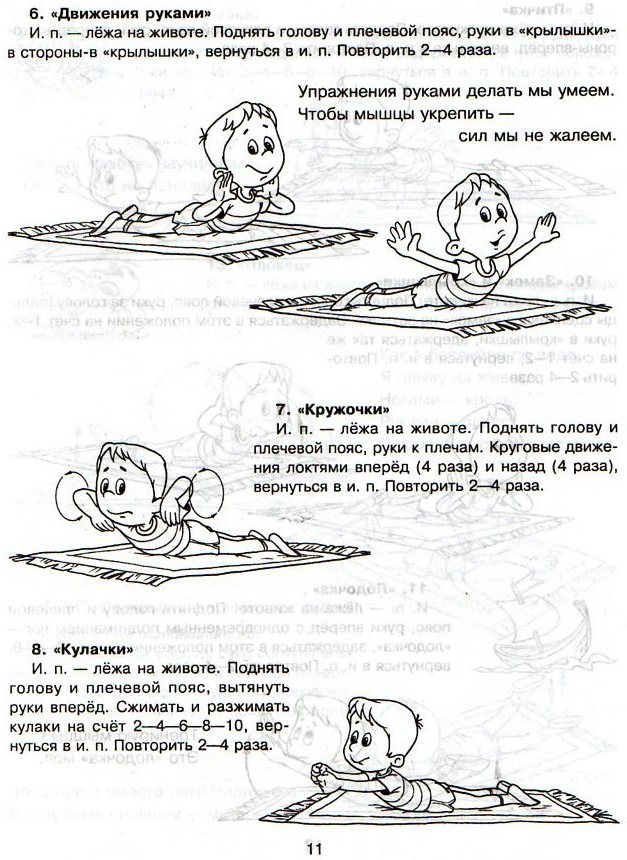 6. «Движения руками»
И. п. — лёжа на животе. Поднять голову и плечевой пояс, руки в «крылышки»-
в стороны-в «крылышки», вернуться в и. п. Повторить 2—4 раза.
Упражнения руками делать мы умеем.
Чтобы мышцы укрепить —
сил мы не жалеем.
7. «Кружочки»
И. п. — лёжа на животе. Поднять голову и
плечевой пояс, руки к плечам. Круговые движе-
ния локтями вперёд (4 раза) и назад (4 раза),
вернуться в и. п. Повторить 2—4 раза.
8. «Кулачки»
И. п. — лёжа на животе. Поднять
голову и плечевой пояс, вытянуть
руки вперёд. Сжимать и разжимать
кулаки на счёт 2—4—6—8—10, вер-
нуться в и. п. Повторить 2—4 раза.
11